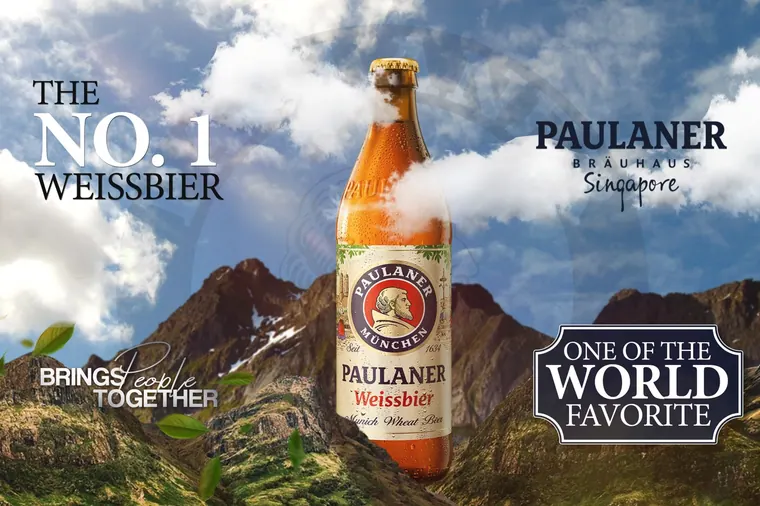 THE
NO. 1
WEISSBIER
PAULANER
BRÄUHAUS
Singapore
PAULANER
PAULANER
MÜNCHEN
Seit 1634
PAULANER
Weissbier
Munich Wheat Beer
BRINGS People
TOGETHER
ONE OF THE
WORLD
FAVORITE